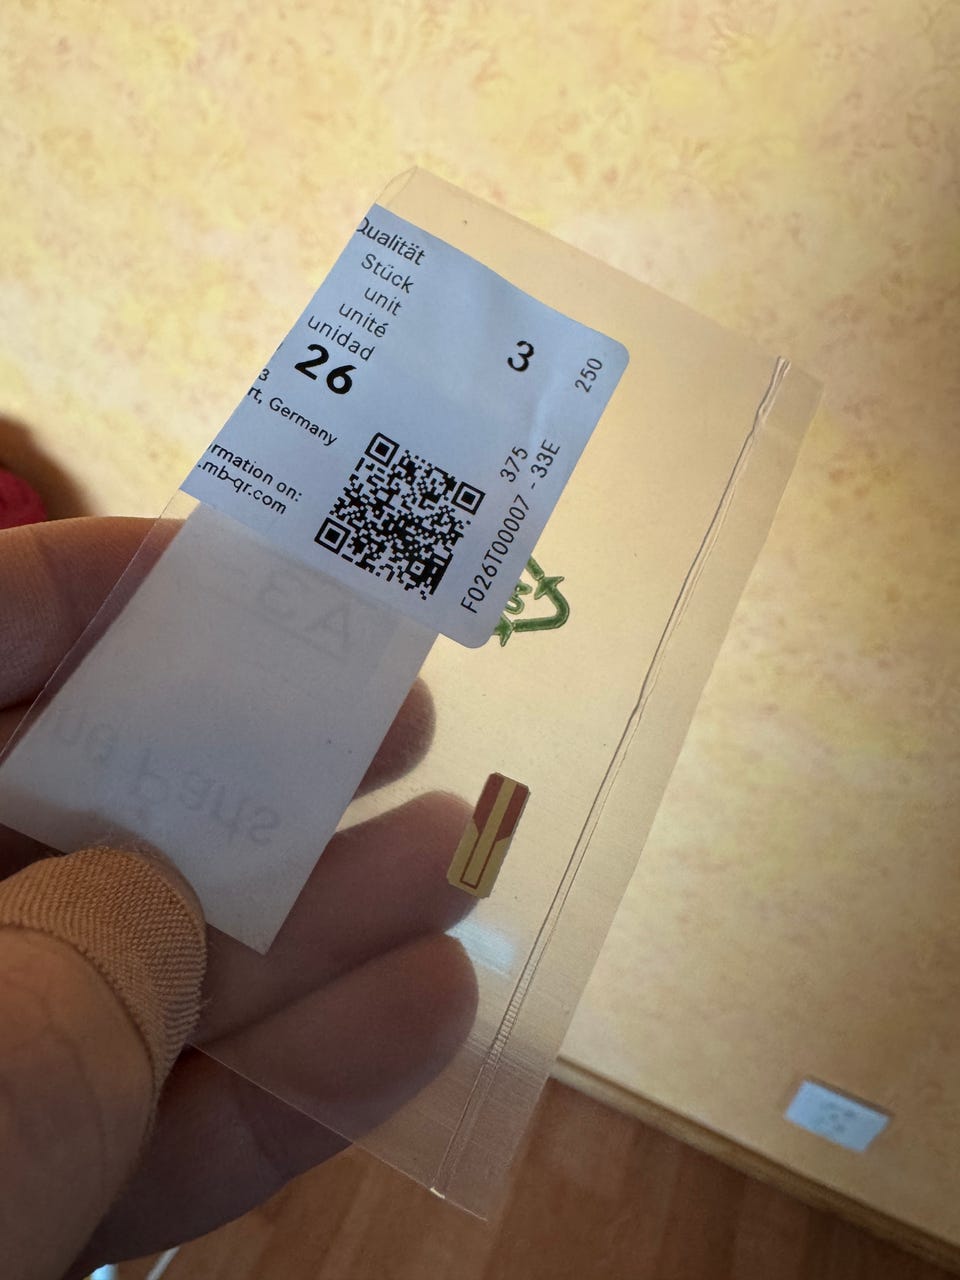 Qualität
Stück
unit
unité
unidad
26
3
3
rt, Germany
rmation on:
.mb-qr.com
250
375
F026T00007 -33E
Parts